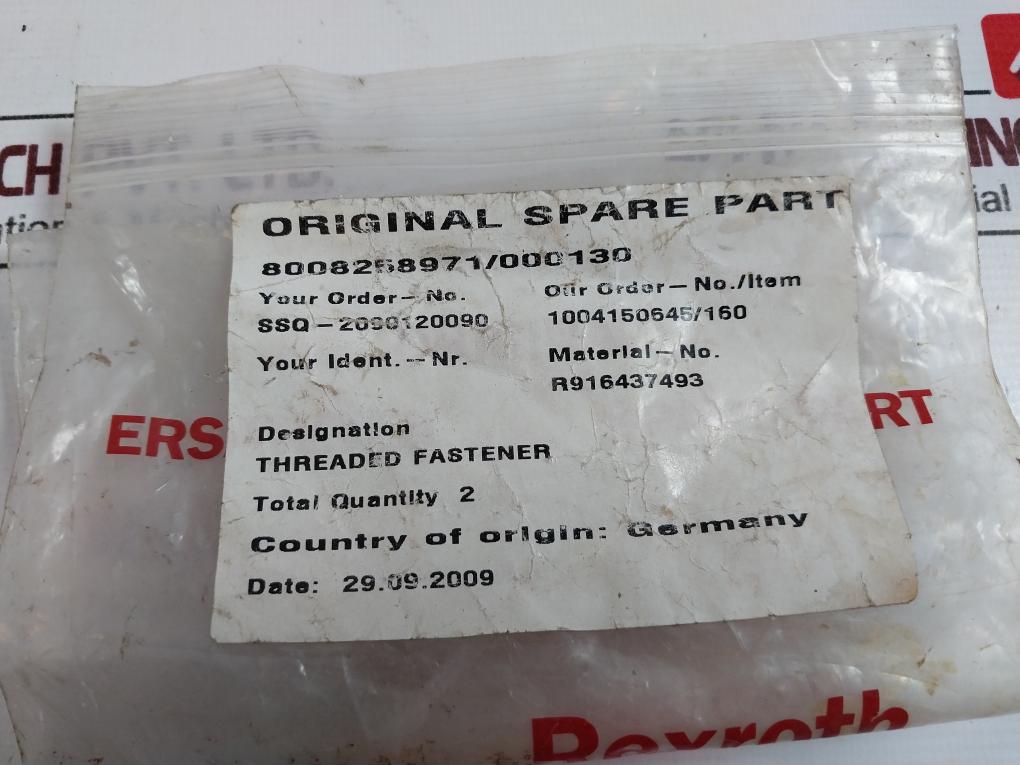 CH
ING
ORIGINAL SPARE PART
8008258971/000130
Your Order-No. Our Order-No./Item
SSQ-2090120090 1004150645/160
Your Ident.-Nr. Material-No.
R916437493
ERS RT
Designation
THREADED FASTENER
Total Quantity 2
Country of origin: Germany
Date: 29.09.2009
Rexroth